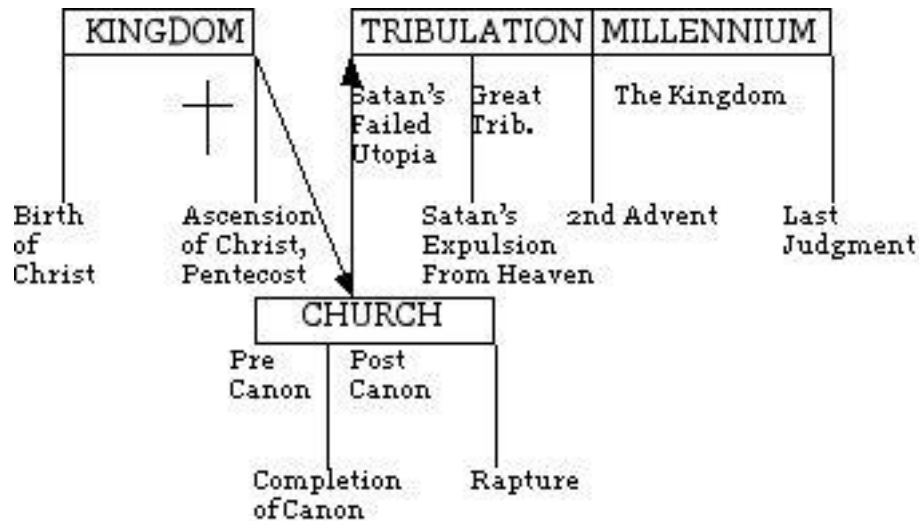 KINGDOM
TRIBULATION
MILLENNIUM
Satan's
Failed
Utopia
Great
Trib.
The Kingdom
Birth
of
Christ
Ascension
of Christ,
Pentecost
Satan's
Expulsion
From Heaven
2nd Advent
Last
Judgment
CHURCH
Pre
Canon
Post
Canon
Completion
of Canon
Rapture